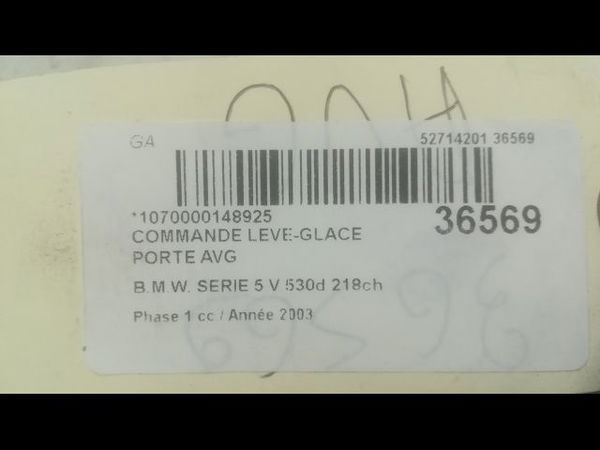 GA 52714201 36569
*1070000148925 36569
COMMANDE LEVE-GLACE
PORTE AVG
B.M.W. SERIE 5 V 530d 218ch
Phase 1 cc / Année 2003